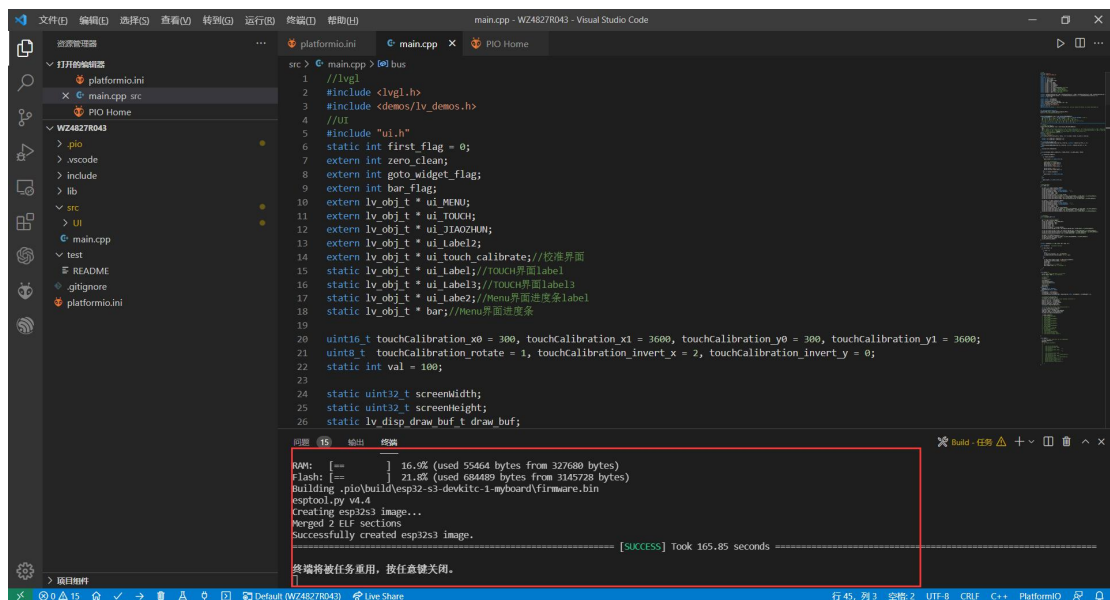 文件(F) 编辑(E) 选择(S) 查看(V) 转到(G) 运行(R) 终端(T) 帮助(H) main.cpp - WZ4827R043 - Visual Studio Code
资源管理器
打开的编辑器
platformio.ini
main.cpp src
PIO Home
WZ4827R043
.pio
.vscode
include
lib
src
UI
main.cpp
test
README
.gitignore
platformio.ini
项目组件
platformio.ini main.cpp PIO Home
src > main.cpp > bus
1 //lvgl
2 #include <lvgl.h>
3 #include <demos/lv_demos.h>
4 //UI
5 #include "ui.h"
6 static int first_flag = 0;
7 extern int zero_clean;
8 extern int goto_widget_flag;
9 extern int bar_flag;
10 extern lv_obj_t * ui_MENU;
11 extern lv_obj_t * ui_TOUCH;
12 extern lv_obj_t * ui_JIAOZHUN;
13 extern lv_obj_t * ui_Label2;
14 extern lv_obj_t * ui_touch_calibrate;//校准界面
15 static lv_obj_t * ui_Label;//TOUCH界面label
16 static lv_obj_t * ui_Label3;//TOUCH界面label3
17 static lv_obj_t * ui_Labe2;//Menu界面进度条label
18 static lv_obj_t * bar;//Menu界面进度条
19
20 uint16_t touchCalibration_x0 = 300, touchCalibration_x1 = 3600, touchCalibration_y0 = 300, touchCalibration_y1 = 3600;
21 uint8_t touchCalibration_rotate = 1, touchCalibration_invert_x = 2, touchCalibration_invert_y = 0;
22 static int val = 100;
23
24 static uint32_t screenWidth;
25 static uint32_t screenHeight;
26 static lv_disp_draw_buf_t draw_buf;
问题 15 输出 终端 Build - 任务
RAM: [== ] 16.9% (used 55464 bytes from 327680 bytes)
Flash: [== ] 21.8% (used 684489 bytes from 3145728 bytes)
Building .pio\build\esp32-s3-devkitc-1-myboard\firmware.bin
esptool.py v4.4
Creating esp32s3 image...
Merged 2 ELF sections
Successfully created esp32s3 image.
[SUCCESS] Took 165.85 seconds
终端将被任务重用，按任意键关闭。
0 15 Default (WZ4827R043) Live Share 行 45，列 3 空格: 2 UTF-8 CRLF C++ PlatformIO